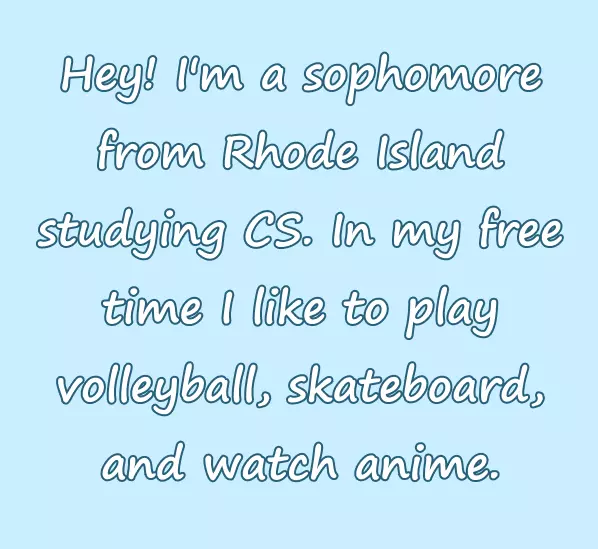 Hey! I'm a sophomore
from Rhode Island
studying CS. In my free
time I like to play
volleyball, skateboard,
and watch anime.